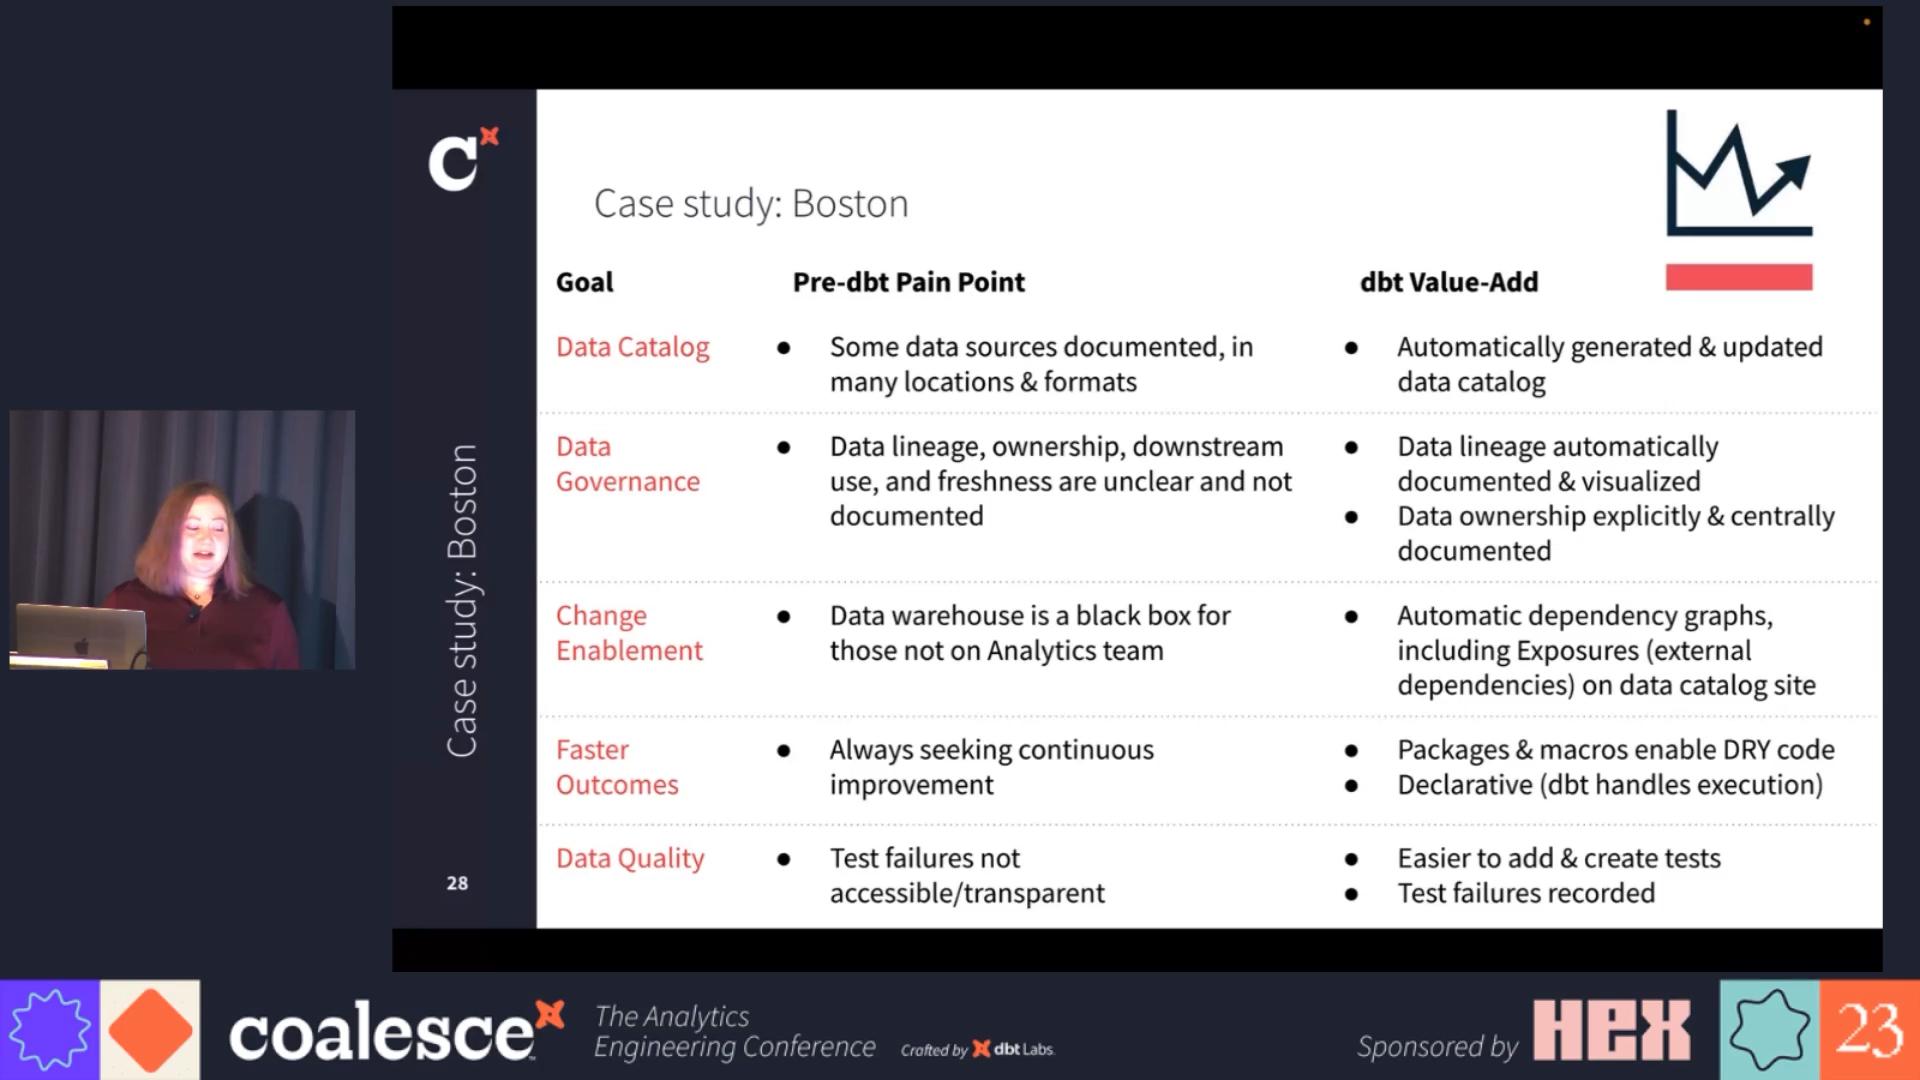 Case study: Boston
Case study: Boston
28
Goal
Pre-dbt Pain Point
dbt Value-Add
Data Catalog
● Some data sources documented, in
many locations & formats
● Automatically generated & updated
data catalog
Data
Governance
● Data lineage, ownership, downstream
use, and freshness are unclear and not
documented
● Data lineage automatically
documented & visualized
● Data ownership explicitly & centrally
documented
Change
Enablement
● Data warehouse is a black box for
those not on Analytics team
● Automatic dependency graphs,
including Exposures (external
dependencies) on data catalog site
Faster
Outcomes
● Always seeking continuous
improvement
● Packages & macros enable DRY code
● Declarative (dbt handles execution)
Data Quality
● Test failures not
accessible/transparent
● Easier to add & create tests
● Test failures recorded
coalesce
The Analytics
Engineering Conference
Crafted by dbt Labs
Sponsored by HEX
23